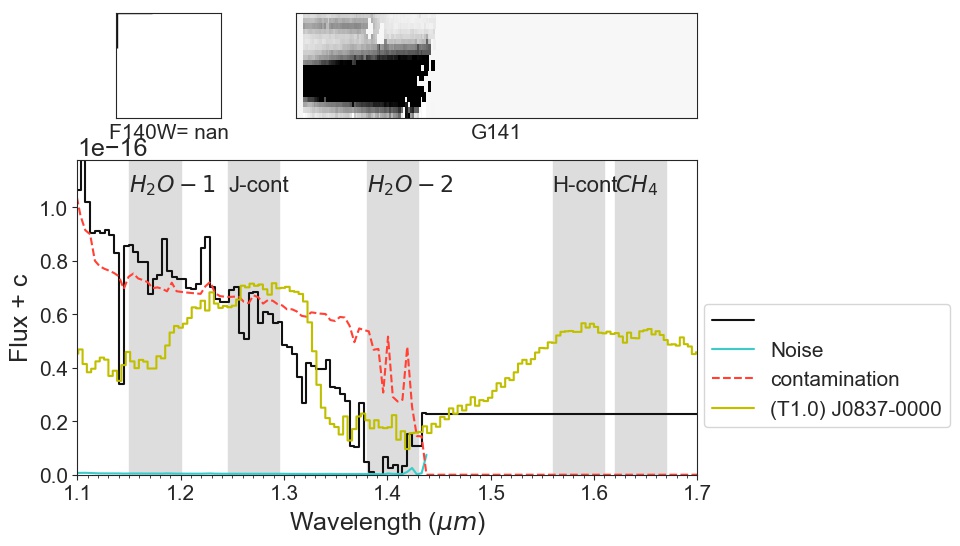 F140W= nan
G141
1e−16
H₂O − 1 J-cont H₂O − 2 H-cont CH₄
1.0
0.8
0.6
0.4
0.2
0.0
Flux + c
1.1 1.2 1.3 1.4 1.5 1.6 1.7
Wavelength (μm)
Noise
contamination
(T1.0) J0837-0000